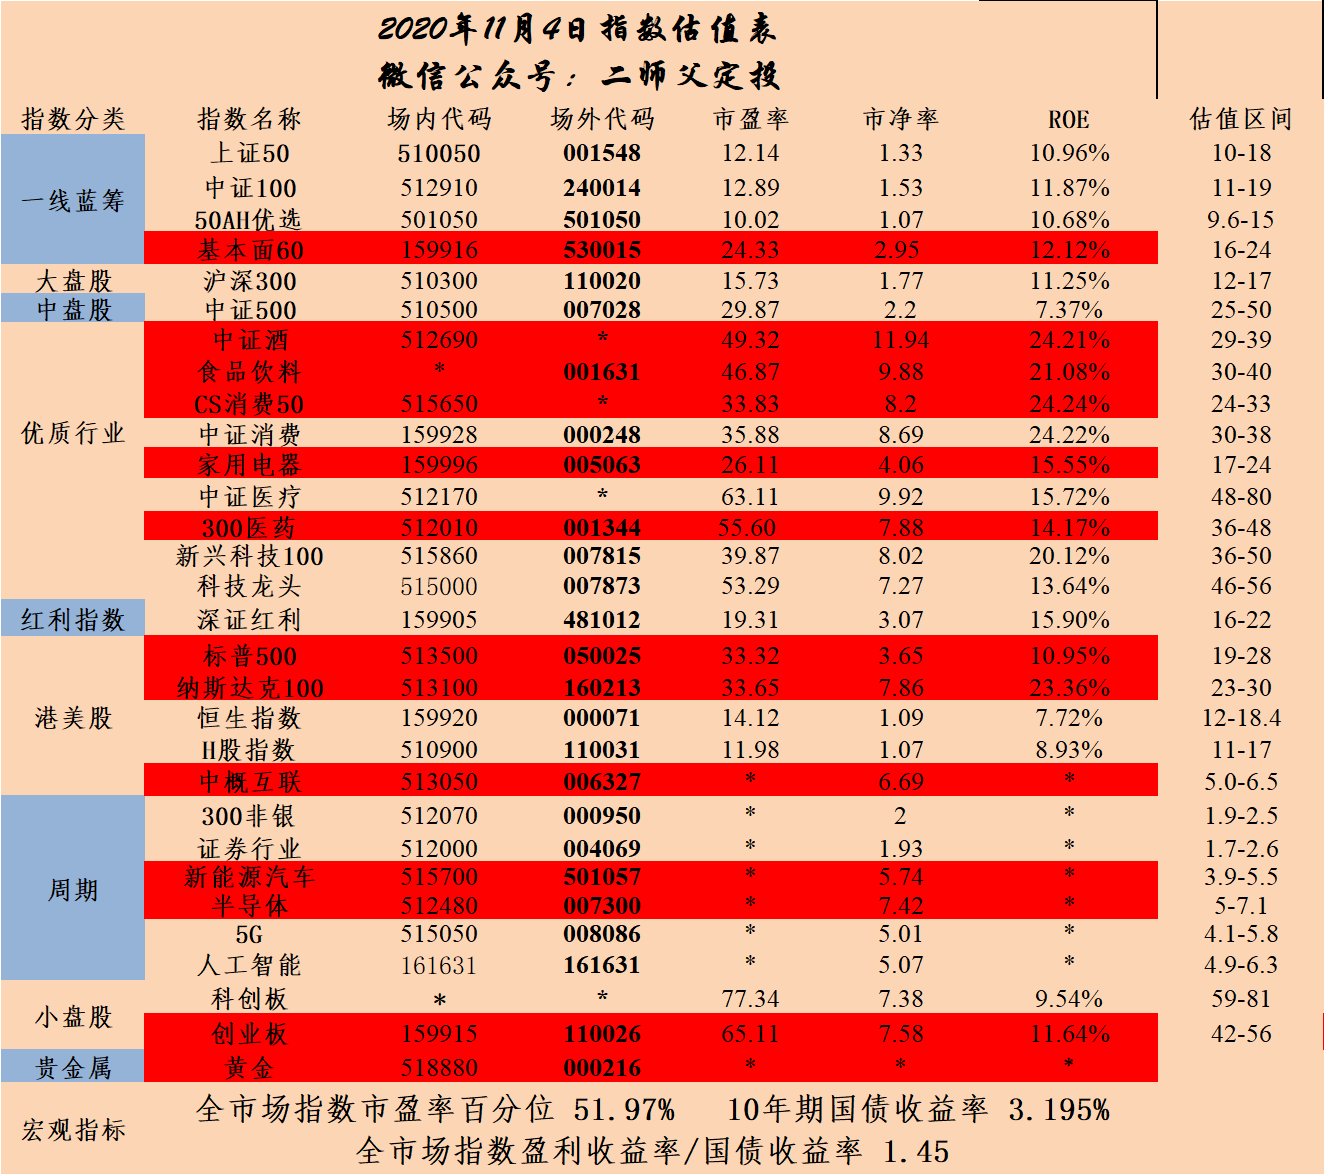 2020年11月4日指数估值表
微信公众号：二师父定投
指数分类 指数名称 场内代码 场外代码 市盈率 市净率 ROE 估值区间
一线蓝筹 上证50 510050 001548 12.14 1.33 10.96% 10-18
中证100 512910 240014 12.89 1.53 11.87% 11-19
50AH优选 501050 501050 10.02 1.07 10.68% 9.6-15
基本面60 159916 530015 24.33 2.95 12.12% 16-24
大盘股 沪深300 510300 110020 15.73 1.77 11.25% 12-17
中盘股 中证500 510500 007028 29.87 2.2 7.37% 25-50
优质行业 中证酒 512690 * 49.32 11.94 24.21% 29-39
食品饮料 * 001631 46.87 9.88 21.08% 30-40
CS消费50 515650 * 33.83 8.2 24.24% 24-33
中证消费 159928 000248 35.88 8.69 24.22% 30-38
家用电器 159996 005063 26.11 4.06 15.55% 17-24
中证医疗 512170 * 63.11 9.92 15.72% 48-80
300医药 512010 001344 55.60 7.88 14.17% 36-48
新兴科技100 515860 007815 39.87 8.02 20.12% 36-50
科技龙头 515000 007873 53.29 7.27 13.64% 46-56
红利指数 深证红利 159905 481012 19.31 3.07 15.90% 16-22
港美股 标普500 513500 050025 33.32 3.65 10.95% 19-28
纳斯达克100 513100 160213 33.65 7.86 23.36% 23-30
恒生指数 159920 000071 14.12 1.09 7.72% 12-18.4
H股指数 510900 110031 11.98 1.07 8.93% 11-17
中概互联 513050 006327 * 6.69 * 5.0-6.5
周期 300非银 512070 000950 * 2 * 1.9-2.5
证券行业 512000 004069 * 1.93 * 1.7-2.6
新能源汽车 515700 501057 * 5.74 * 3.9-5.5
半导体 512480 007300 * 7.42 * 5-7.1
5G 515050 008086 * 5.01 * 4.1-5.8
人工智能 161631 161631 * 5.07 * 4.9-6.3
小盘股 科创板 * * 77.34 7.38 9.54% 59-81
创业板 159915 110026 65.11 7.58 11.64% 42-56
贵金属 黄金 518880 000216 * * *
宏观指标 全市场指数市盈率百分位 51.97% 10年期国债收益率 3.195%
全市场指数盈利收益率/国债收益率 1.45